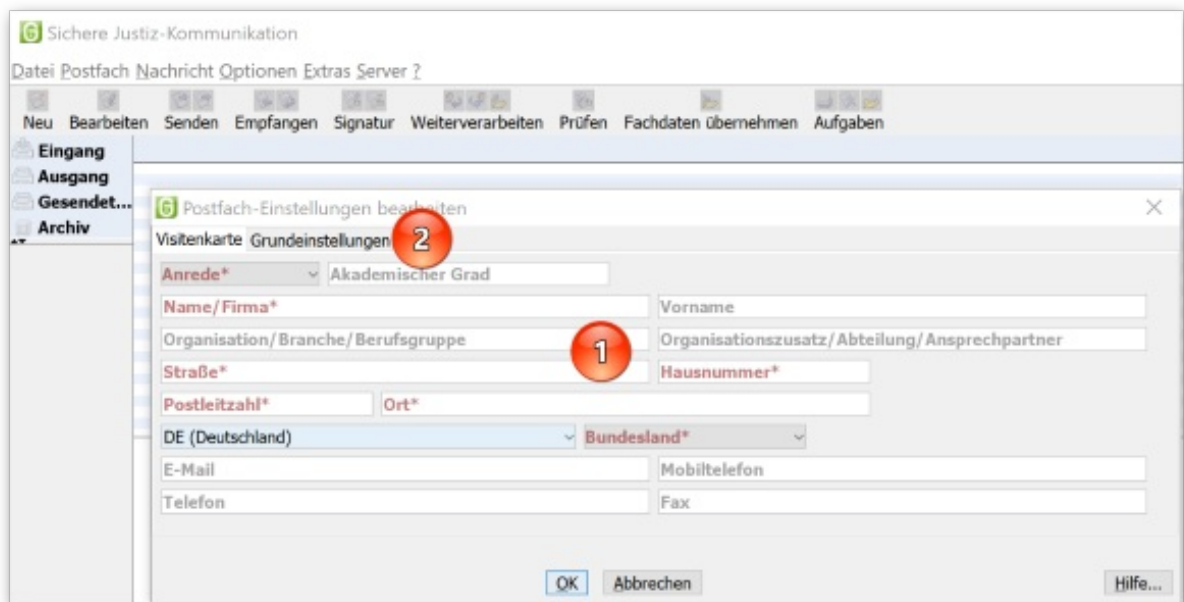 Sichere Justiz-Kommunikation
Datei Postfach Nachricht Optionen Extras Server ?
Neu Bearbeiten Senden Empfangen Signatur Weiterverarbeiten Prüfen Fachdaten übernehmen Aufgaben
Eingang
Ausgang
Gesendet...
Archiv
Postfach-Einstellungen bearbeiten
Visitenkarte Grundeinstellungen 2
Anrede* Akademischer Grad
Name/Firma* Vorname
Organisation/Branche/Berufsgruppe 1 Organisationszusatz/Abteilung/Ansprechpartner
Straße* Hausnummer*
Postleitzahl* Ort*
DE (Deutschland) Bundesland*
E-Mail Mobiltelefon
Telefon Fax
OK Abbrechen Hilfe...